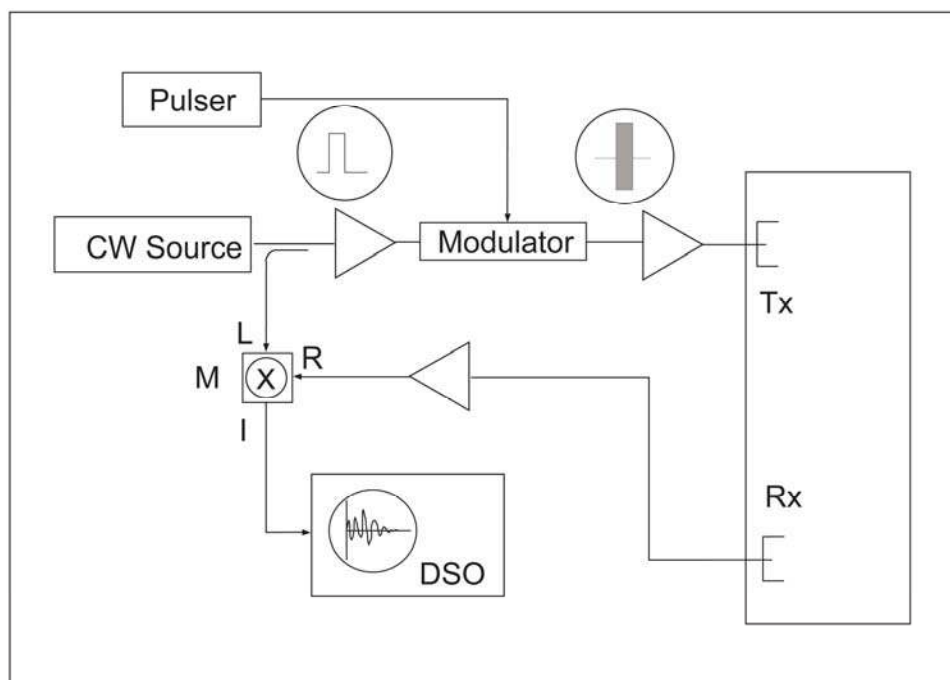 Pulser
CW Source
Modulator
Tx
L
R
M
X
I
Rx
DSO